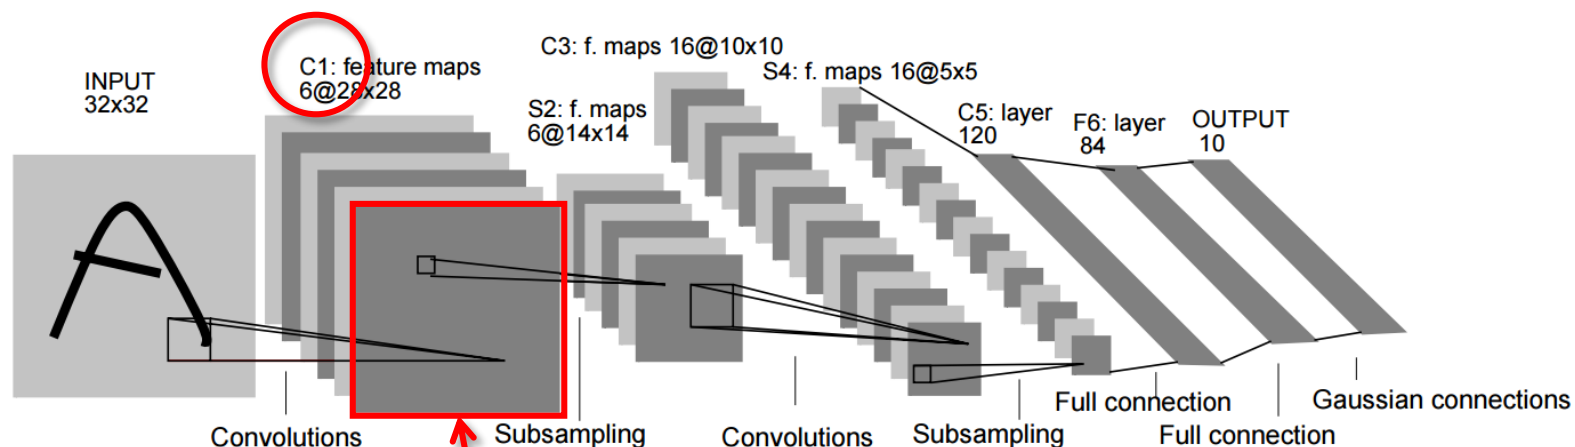 INPUT
32x32
C1: feature maps
6@28x28
S2: f. maps
6@14x14
C3: f. maps 16@10x10
S4: f. maps 16@5x5
C5: layer
120
F6: layer
84
OUTPUT
10
Convolutions
Subsampling
Convolutions
Subsampling
Full connection
Full connection
Gaussian connections